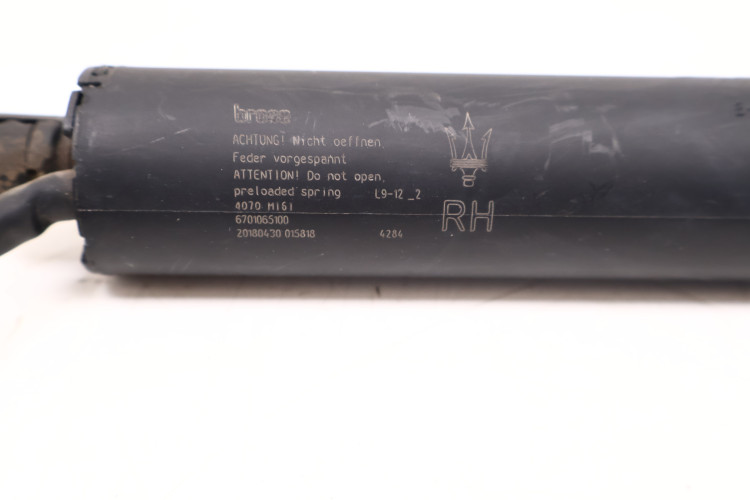 brose
ACHTUNG! Nicht oeffnen,
Feder vorgespannt
ATTENTION! Do not open,
preloaded spring L9-12_2
4070 M161
6701065100
20180430 015818 4284
RH